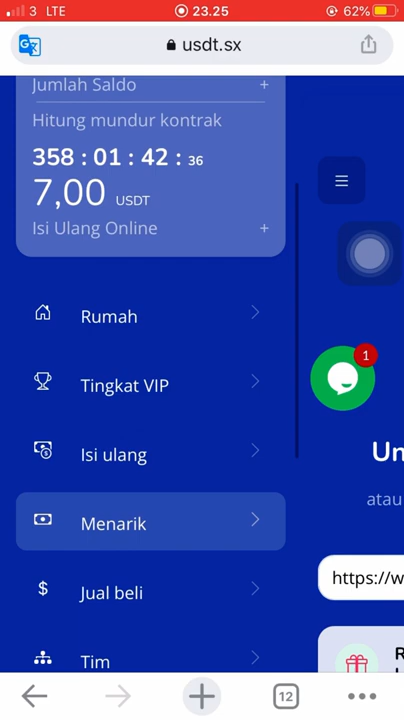 3 LTE
23.25
62%
usdt.sx
Jumlah Saldo +
Hitung mundur kontrak
358 : 01 : 42 : 36
7,00 USDT
Isi Ulang Online +
Rumah
Tingkat VIP
1
Isi ulang
Un
atau
Menarik
https://w
Jual beli
R
Tim
12